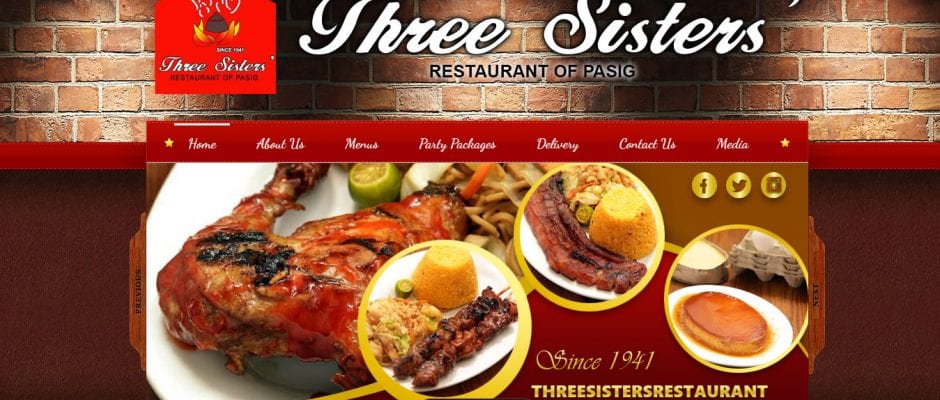 SINCE 1941
Three Sisters'
RESTAURANT OF PASIG
Three Sisters'
RESTAURANT OF PASIG
Home About Us Menus Party Packages Delivery Contact Us Media
PREVIOUS
NEXT
Since 1941
THREESISTERSRESTAURANT